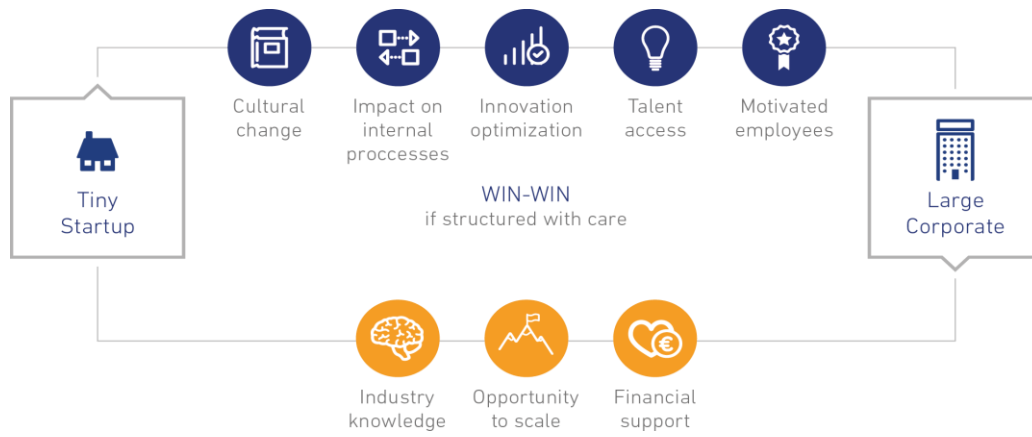 Cultural
change
Impact on
internal
proccesses
Innovation
optimization
Talent
access
Motivated
employees
Tiny
Startup
WIN-WIN
if structured with care
Large
Corporate
€
Industry
knowledge
Opportunity
to scale
Financial
support